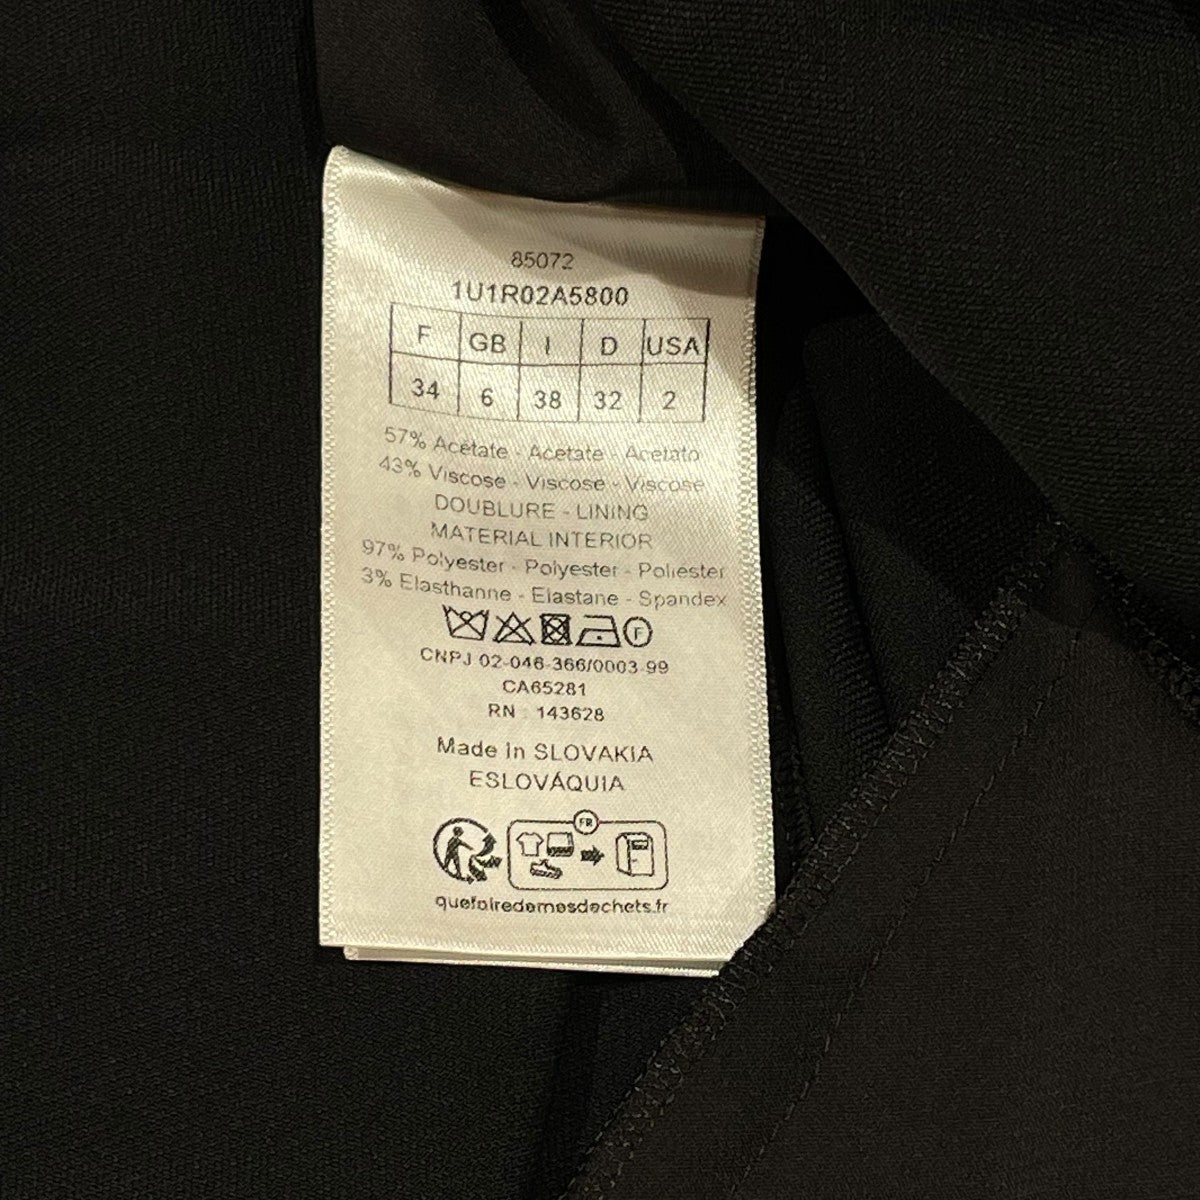 85072
1U1R02A5800
F GB I D USA
34 6 38 32 2
57% Acétate - Acetate - Acetato
43% Viscose - Viscose - Viscose
DOUBLURE - LINING
MATERIAL INTERIOR
97% Polyester - Polyester - Poliester
3% Elasthanne - Elastane - Spandex
F
CNPJ 02-046-366/0003-99
CA65281
RN : 143628
Made in SLOVAKIA
ESLOVÁQUIA
FR
quefairedemesdechets.fr